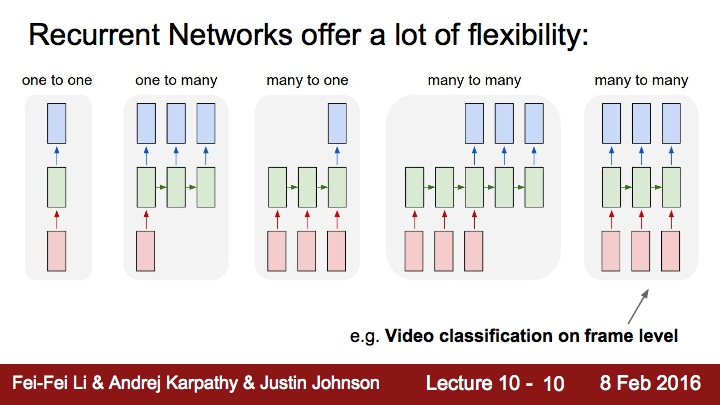 Recurrent Networks offer a lot of flexibility:
one to one one to many many to one many to many many to many
e.g. Video classification on frame level
Fei-Fei Li & Andrej Karpathy & Justin Johnson Lecture 10 - 10 8 Feb 2016